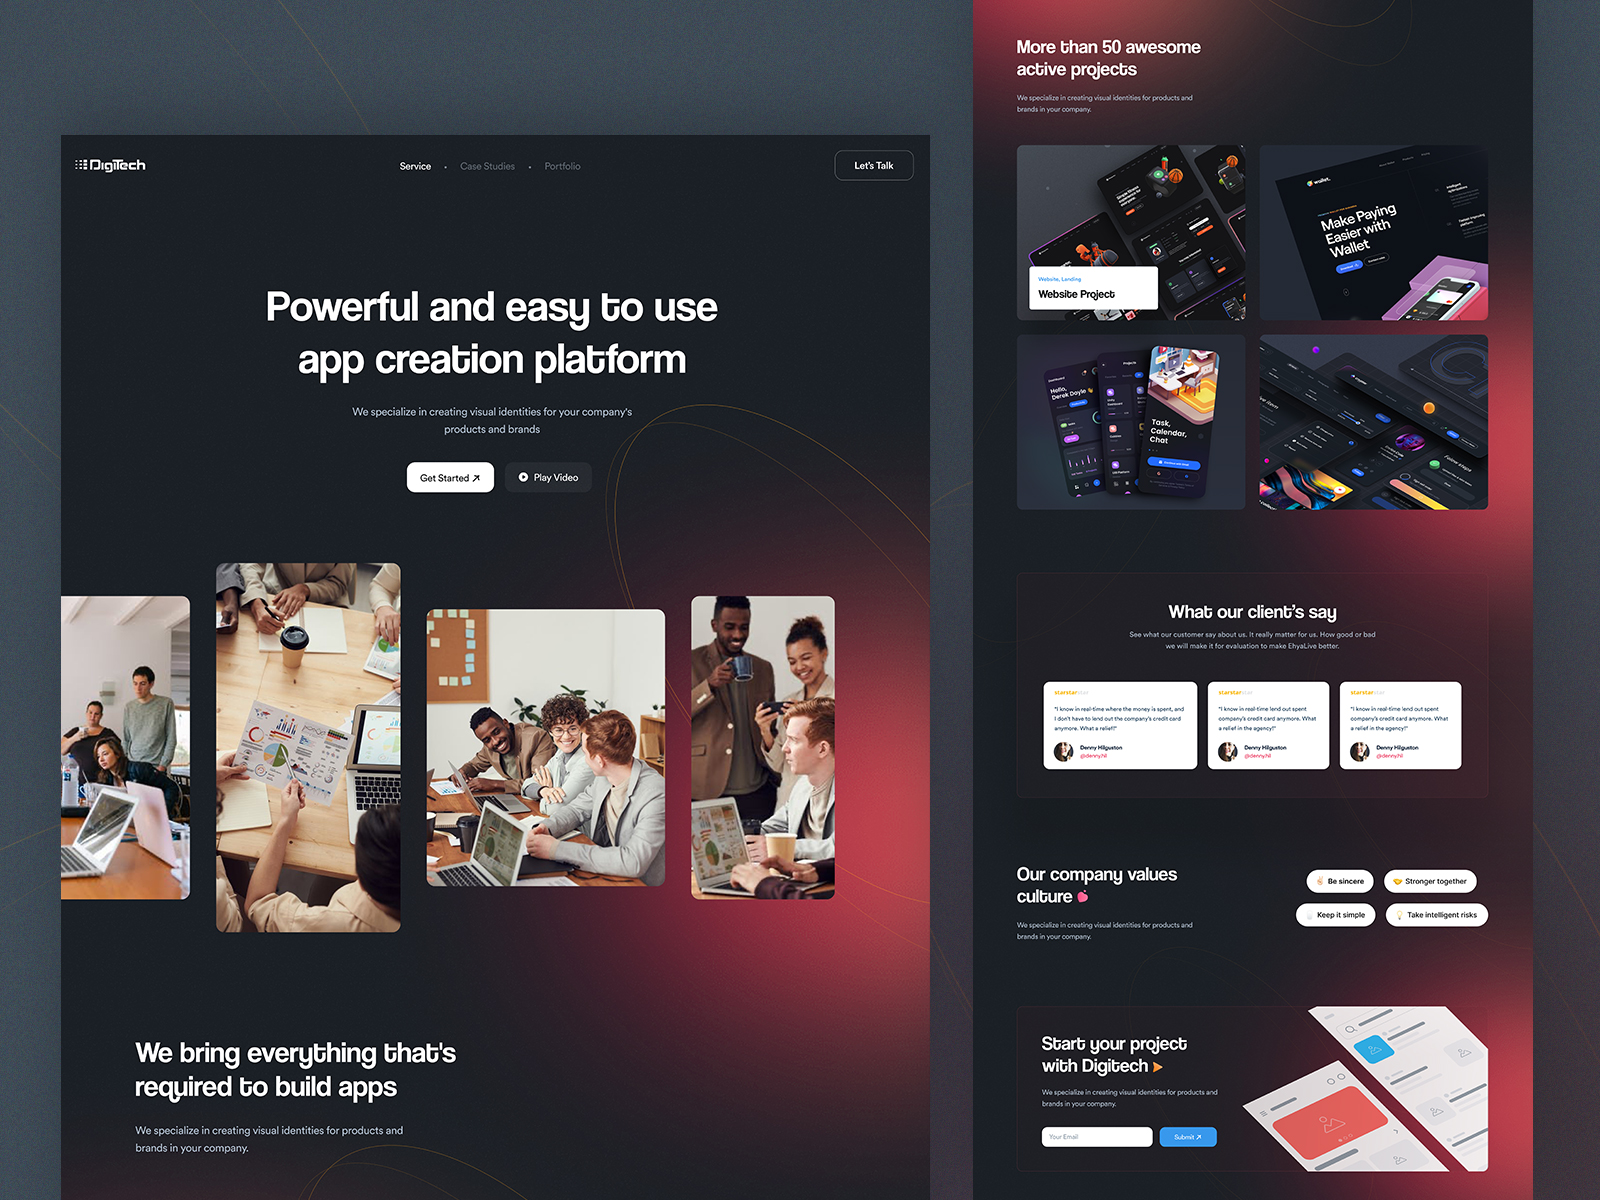 DigiTech
Service • Case Studies • Portfolio
Let's Talk
Powerful and easy to use
app creation platform
We specialize in creating visual identities for your company's
products and brands
Get Started
Play Video
We bring everything that's
required to build apps
We specialize in creating visual identities for products and
brands in your company.
More than 50 awesome
active projects
We specialize in creating visual identities for products and
brands in your company.
Website, Landing
Website Project
wallet.
Make Paying
Easier with
Wallet
Dashboard
Hello,
Derek Doyle
Projects
Task,
Calendar,
Chat
What our client's say
See what our customer say about us. It really matter for us. How good or bad
we will make it for evaluation to make EhyaLive better.
starstarstar
"I know in real-time where the money is spent, and
I don't have to lend out the company's credit card
anymore. What a relief!"
Denny Hilguston
@denny.hil
starstarstar
"I know in real-time lend out spent
company's credit card anymore. What
a relief in the agency!"
Denny Hilguston
@denny.hil
starstarstar
"I know in real-time lend out spent
company's credit card anymore. What
a relief in the agency!"
Denny Hilguston
@denny.hil
Our company values
culture
We specialize in creating visual identities for products and
brands in your company.
Be sincere
Stronger together
Keep it simple
Take intelligent risks
Start your project
with Digitech
We specialize in creating visual identities for products and
brands in your company.
Your Email
Submit